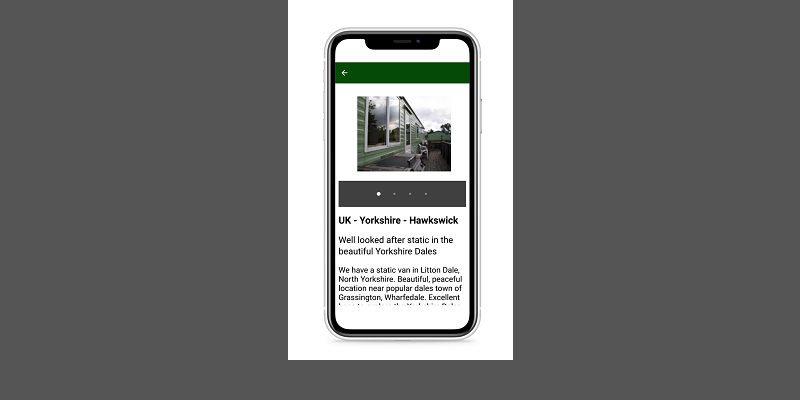 UK - Yorkshire - Hawkswick
Well looked after static in the
beautiful Yorkshire Dales
We have a static van in Litton Dale,
North Yorkshire. Beautiful, peaceful
location near popular dales town of
Grassington, Wharfedale. Excellent